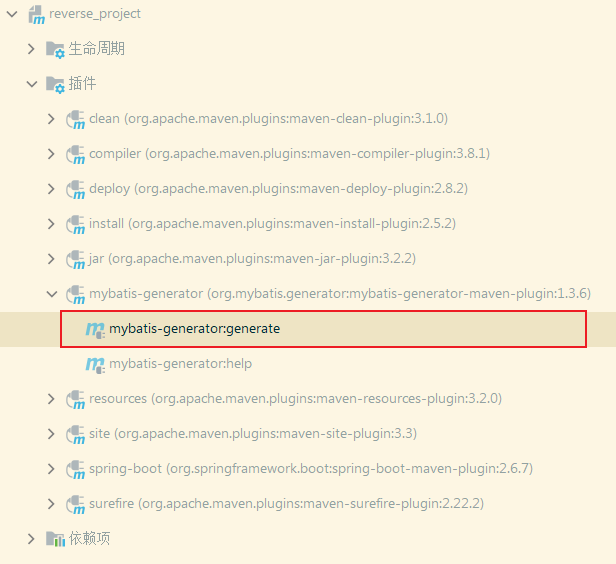 reverse_project
生命周期
插件
clean (org.apache.maven.plugins:maven-clean-plugin:3.1.0)
compiler (org.apache.maven.plugins:maven-compiler-plugin:3.8.1)
deploy (org.apache.maven.plugins:maven-deploy-plugin:2.8.2)
install (org.apache.maven.plugins:maven-install-plugin:2.5.2)
jar (org.apache.maven.plugins:maven-jar-plugin:3.2.2)
mybatis-generator (org.mybatis.generator:mybatis-generator-maven-plugin:1.3.6)
mybatis-generator:generate
mybatis-generator:help
resources (org.apache.maven.plugins:maven-resources-plugin:3.2.0)
site (org.apache.maven.plugins:maven-site-plugin:3.3)
spring-boot (org.springframework.boot:spring-boot-maven-plugin:2.6.7)
surefire (org.apache.maven.plugins:maven-surefire-plugin:2.22.2)
依赖项